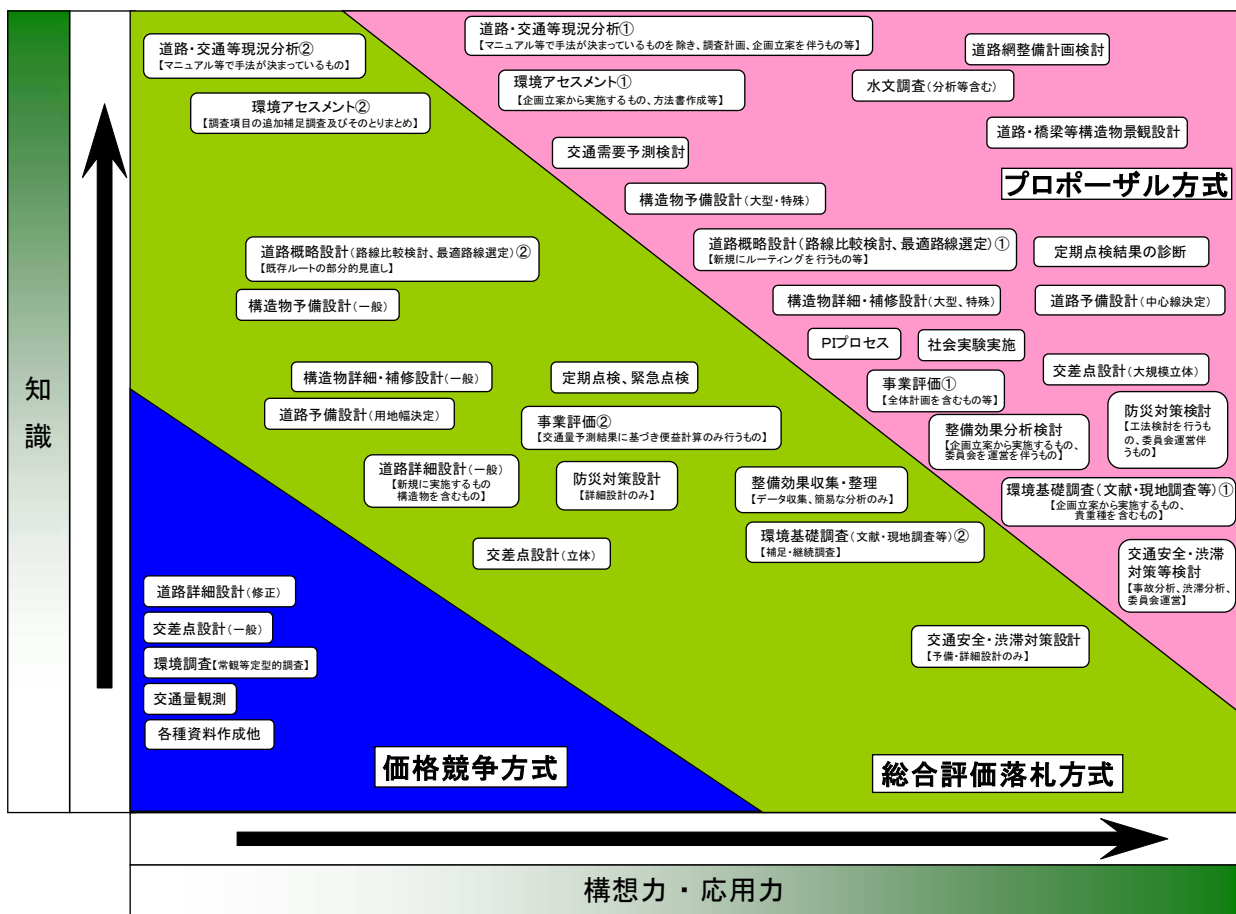 道路・交通等現況分析②
【マニュアル等で手法が決まっているもの】
環境アセスメント②
【調査項目の追加補足調査及びそのとりまとめ】
道路・交通等現況分析①
【マニュアル等で手法が決まっているものを除き、調査計画、企画立案を伴うもの等】
環境アセスメント①
【企画立案から実施するもの、方法書作成等】
道路網整備計画検討
水文調査(分析等含む)
道路・橋梁等構造物景観設計
交通需要予測検討
プロポーザル方式
構造物予備設計(大型・特殊)
道路概略設計(路線比較検討、最適路線選定)①
【新規にルーティングを行うもの等】
定期点検結果の診断
道路概略設計(路線比較検討、最適路線選定)②
【既存ルートの部分的見直し】
構造物予備設計(一般)
構造物詳細・補修設計(大型、特殊)
道路予備設計(中心線決定)
PIプロセス
社会実験実施
交差点設計(大規模立体)
事業評価①
【全体計画を含むもの等】
防災対策検討
【工法検討を行うも
の、委員会運営伴
うもの】
整備効果分析検討
【企画立案から実施するもの、
委員会を運営を伴うもの】
環境基礎調査(文献・現地調査等)①
【企画立案から実施するもの、
貴重種を含むもの】
交通安全・渋滞
対策等検討
【事故分析、渋滞分析、
委員会運営】
構造物詳細・補修設計(一般)
定期点検、緊急点検
道路予備設計(用地幅決定)
事業評価②
【交通量予測結果に基づき便益計算のみ行うもの】
道路詳細設計(一般)
【新規に実施するもの
構造物を含むもの】
防災対策設計
【詳細設計のみ】
整備効果収集・整理
【データ収集、簡易な分析のみ】
環境基礎調査(文献・現地調査等)②
【補足・継続調査】
交差点設計(立体)
交通安全・渋滞対策設計
【予備・詳細設計のみ】
道路詳細設計(修正)
交差点設計(一般)
環境調査【常観等定型的調査】
交通量観測
各種資料作成他
価格競争方式
総合評価落札方式
知
識
構想力・応用力